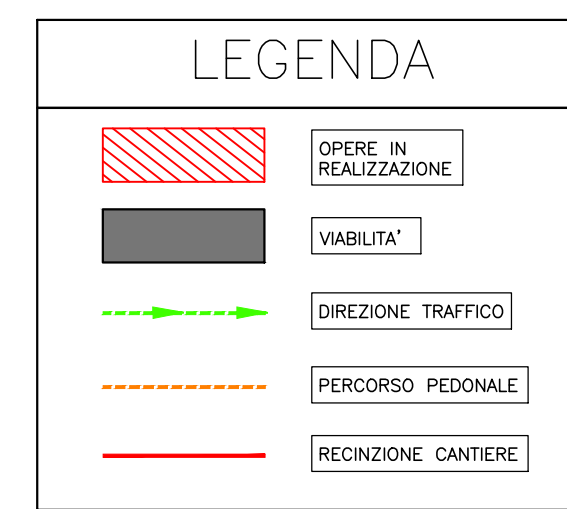 LEGENDA
OPERE IN
REALIZZAZIONE
VIABILITA'
DIREZIONE TRAFFICO
PERCORSO PEDONALE
RECINZIONE CANTIERE